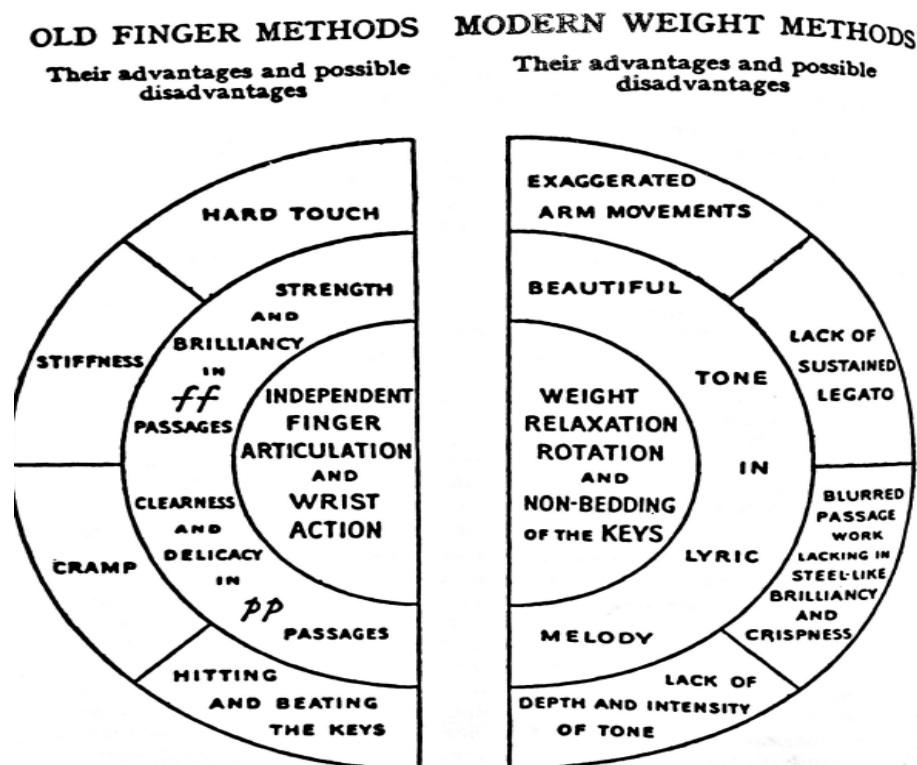 OLD FINGER METHODS
Their advantages and possible
disadvantages
HARD TOUCH
STIFFNESS
CRAMP
HITTING
AND BEATING
THE KEYS
STRENGTH
AND
BRILLIANCY
IN
ff
PASSAGES
CLEARNESS
AND
DELICACY
IN
pp
PASSAGES
INDEPENDENT
FINGER
ARTICULATION
AND
WRIST
ACTION
MODERN WEIGHT METHODS
Their advantages and possible
disadvantages
EXAGGERATED
ARM MOVEMENTS
LACK OF
SUSTAINED
LEGATO
BLURRED
PASSAGE
WORK
LACKING IN
STEEL-LIKE
BRILLIANCY
AND
CRISPNESS
LACK OF
DEPTH AND INTENSITY
OF TONE
BEAUTIFUL
TONE
IN
LYRIC
MELODY
WEIGHT
RELAXATION
ROTATION
AND
NON-BEDDING
OF THE KEYS